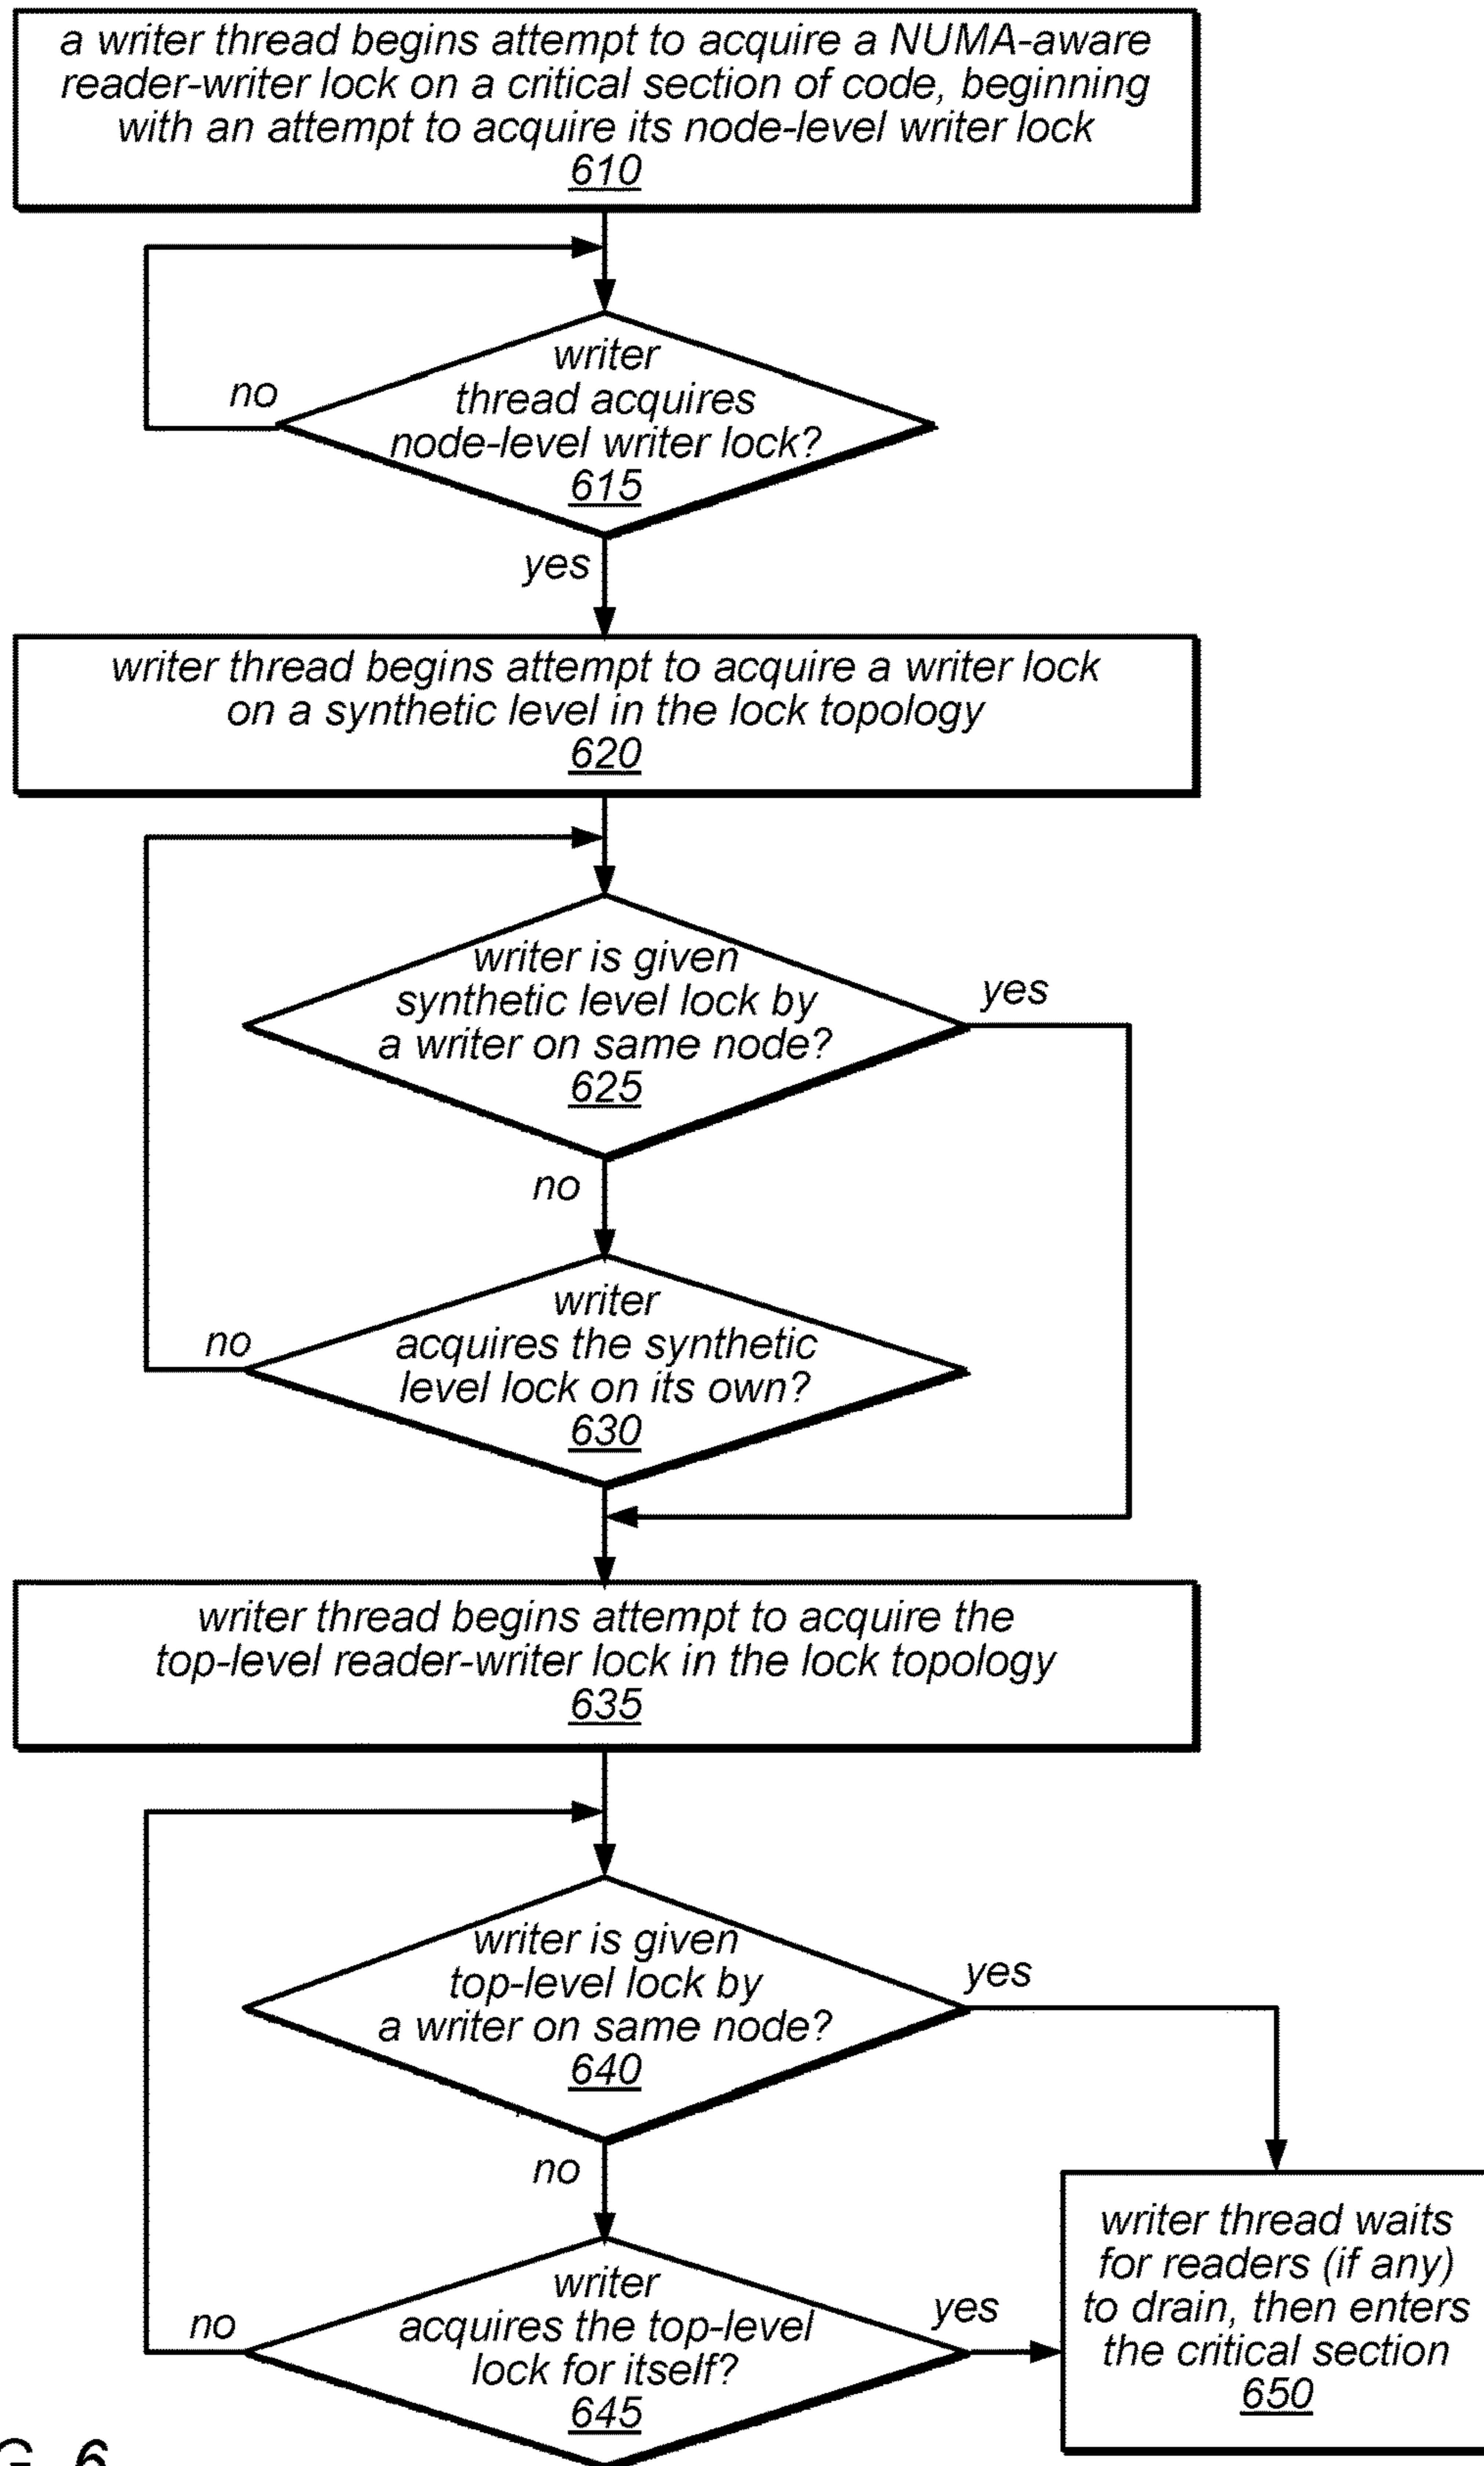 a writer thread begins attempt to acquire a NUMA-aware
reader-writer lock on a critical section of code, beginning
with an attempt to acquire its node-level writer lock
610
no
writer
thread acquires
node-level writer lock?
615
yes
writer thread begins attempt to acquire a writer lock
on a synthetic level in the lock topology
620
writer is given
synthetic level lock by
a writer on same node?
625
yes
no
writer
acquires the synthetic
level lock on its own?
630
no
writer thread begins attempt to acquire the
top-level reader-writer lock in the lock topology
635
writer is given
top-level lock by
a writer on same node?
640
yes
no
writer
acquires the top-level
lock for itself?
645
no
yes
writer thread waits
for readers (if any)
to drain, then enters
the critical section
650
G. 6